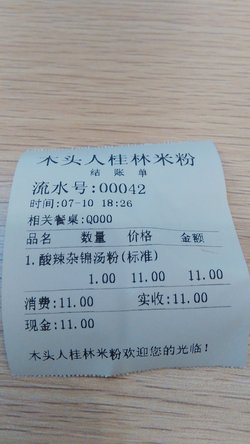 木头人桂林米粉
结账单
流水号:00042
时间:07-10 18:26
相关餐桌:Q000
品名 数量 价格 金额
1.酸辣杂锦汤粉(标准)
1.00 11.00 11.00
消费:11.00 实收:11.00
现金:11.00
木头人桂林米粉欢迎您的光临!